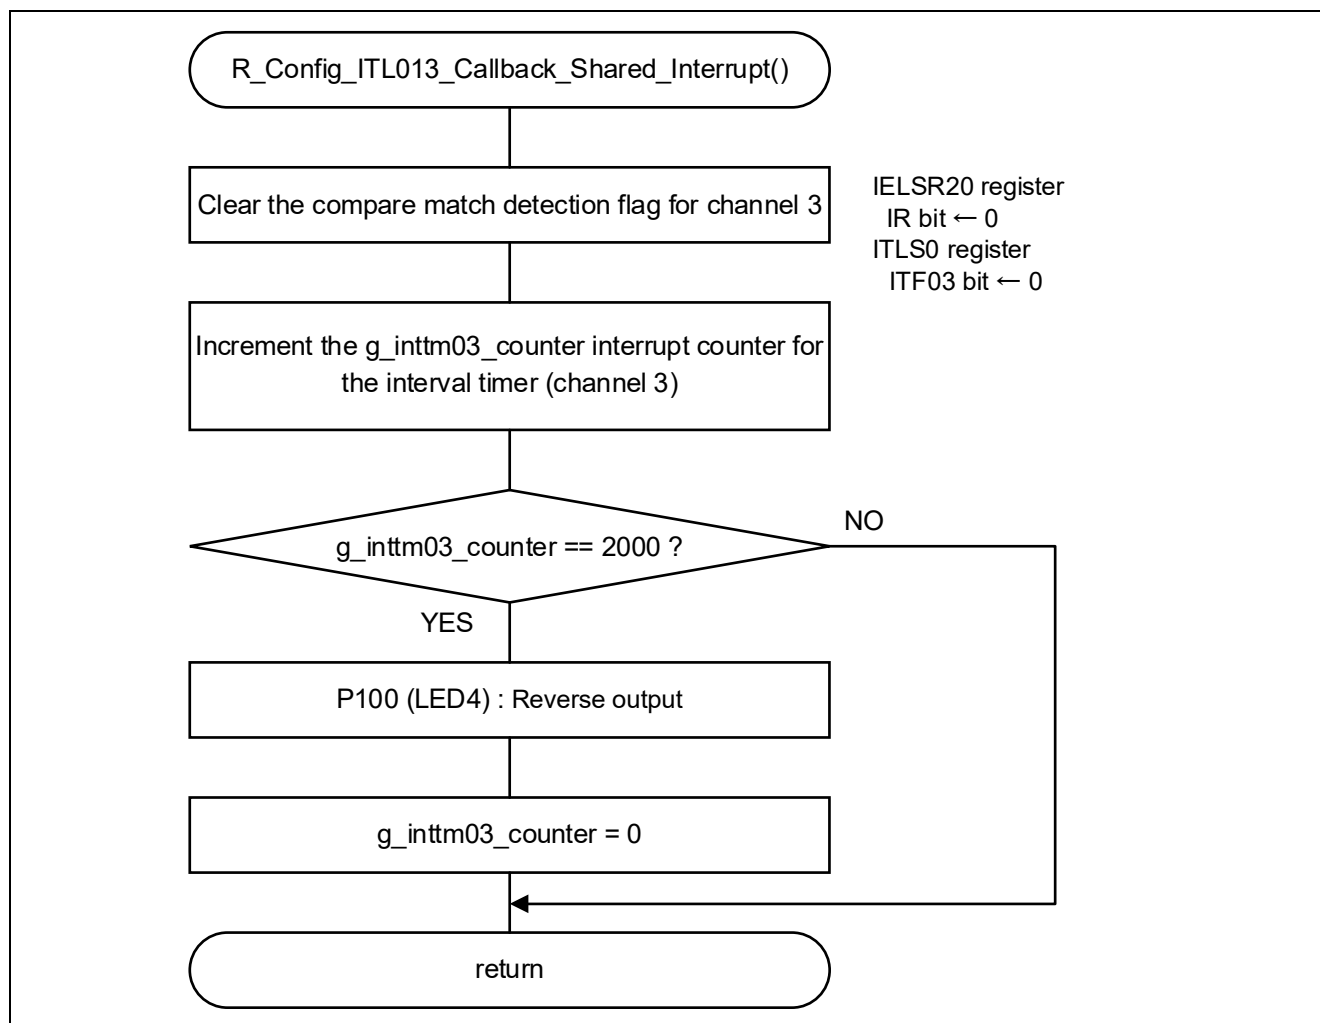 R_Config_ITL013_Callback_Shared_Interrupt()
Clear the compare match detection flag for channel 3
IELSR20 register
IR bit ← 0
ITLS0 register
ITF03 bit ← 0
Increment the g_inttm03_counter interrupt counter for
the interval timer (channel 3)
g_inttm03_counter == 2000 ?
NO
YES
P100 (LED4) : Reverse output
g_inttm03_counter = 0
return